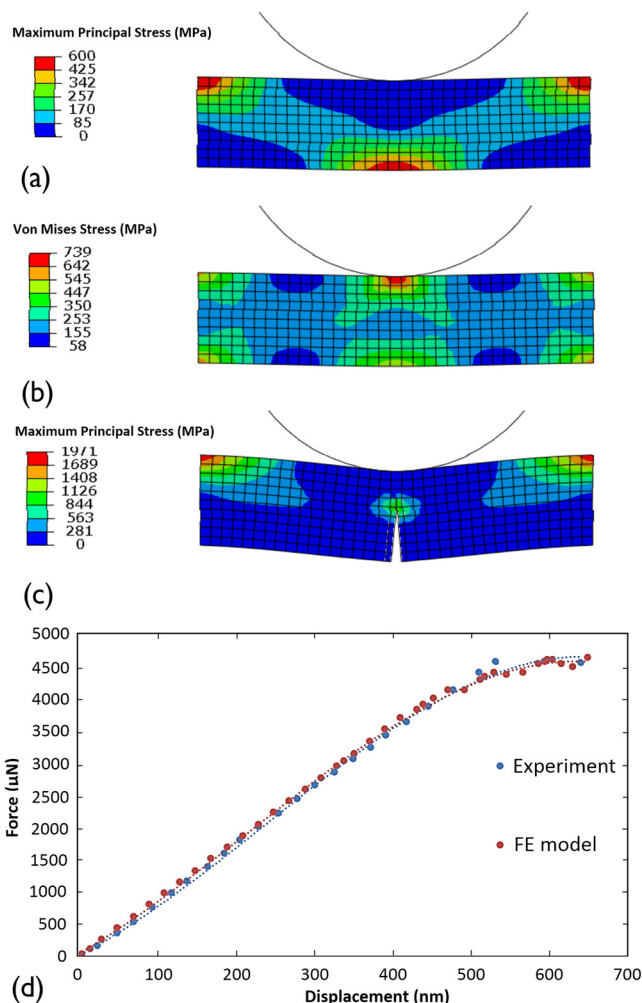 Maximum Principal Stress (MPa)
600
425
342
257
170
85
0
(a)
Von Mises Stress (MPa)
739
642
545
447
350
253
155
58
(b)
Maximum Principal Stress (MPa)
1971
1689
1408
1126
844
563
281
0
(c)
5000
4500
4000
3500
3000
2500
2000
1500
1000
500
0
Force (µN)
Experiment
FE model
0 100 200 300 400 500 600 700
Displacement (nm)
(d)